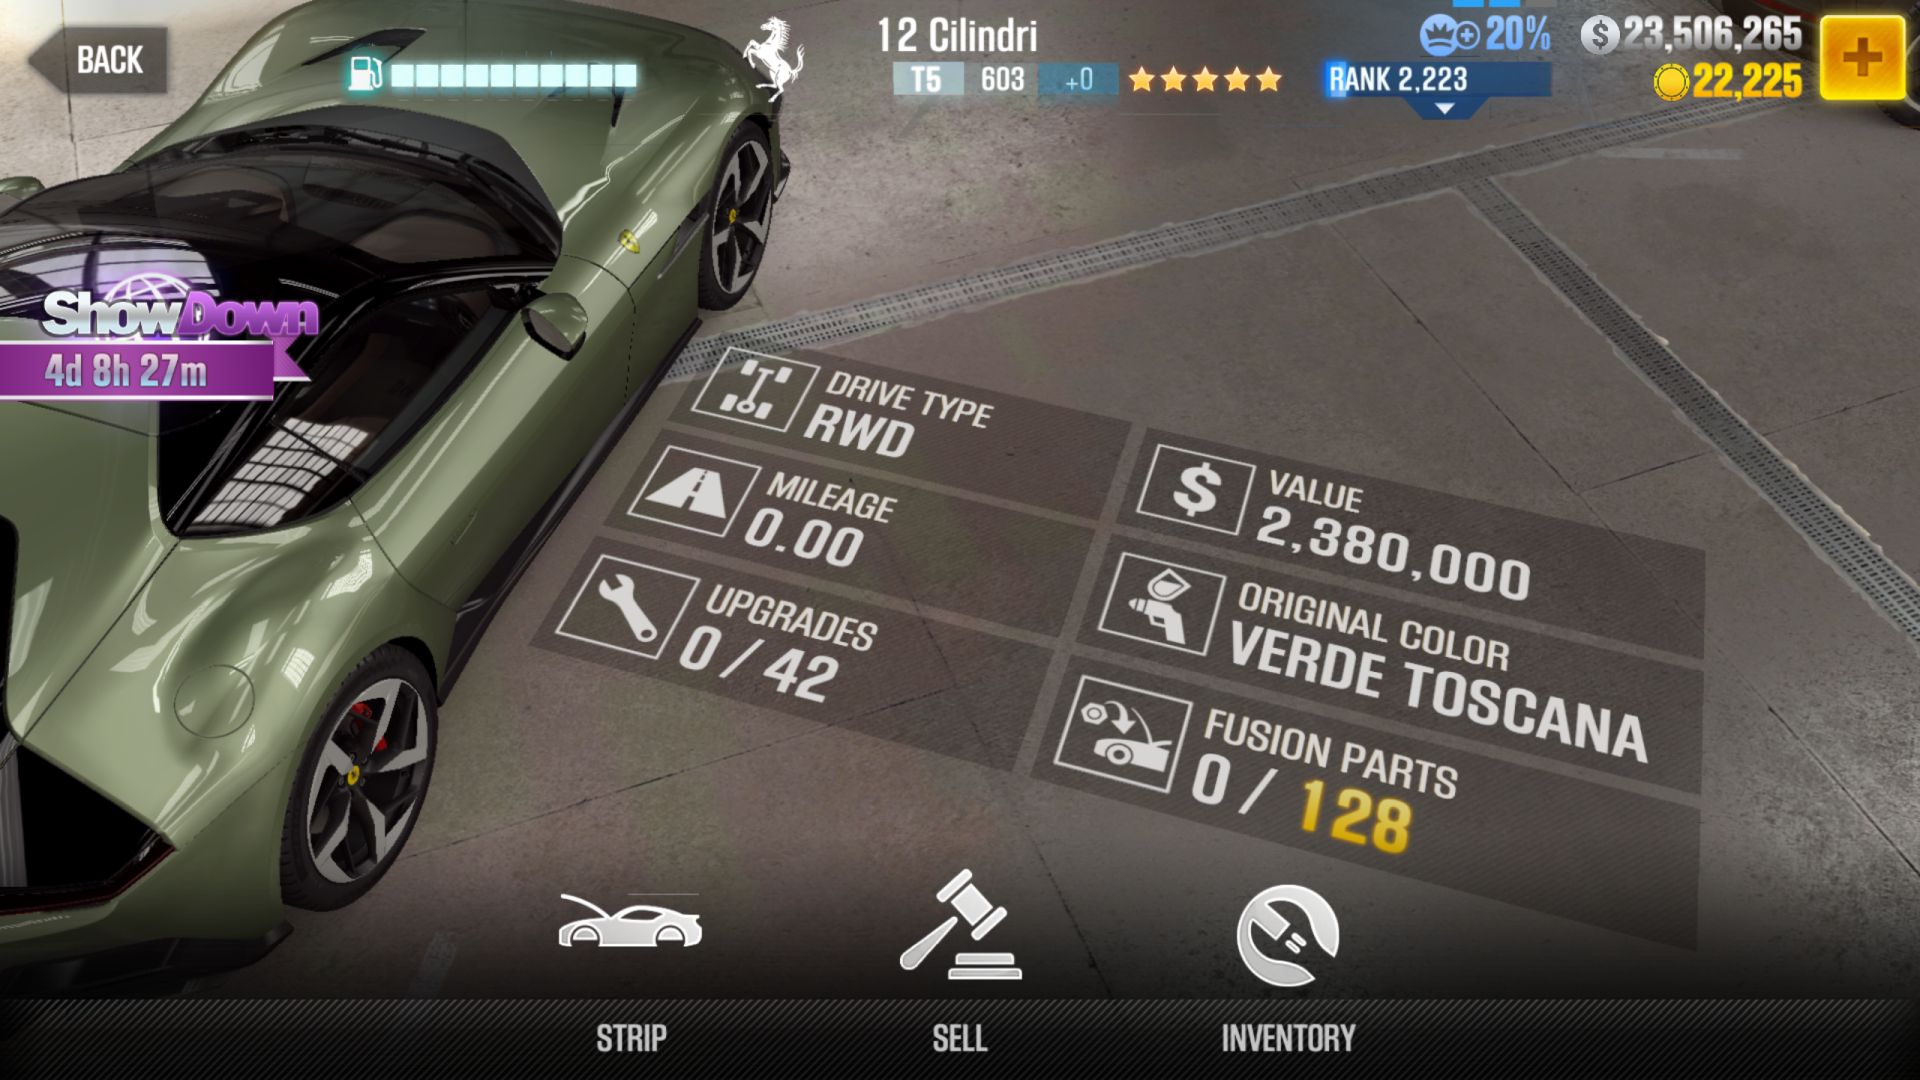 BACK
12 Cilindri
T5 603 +0
20%
RANK 2,223
23,506,265
22,225
ShowDown
4d 8h 27m
DRIVE TYPE
RWD
MILEAGE
0.00
UPGRADES
0 / 42
VALUE
2,380,000
ORIGINAL COLOR
VERDE TOSCANA
FUSION PARTS
0 / 128
STRIP
SELL
INVENTORY